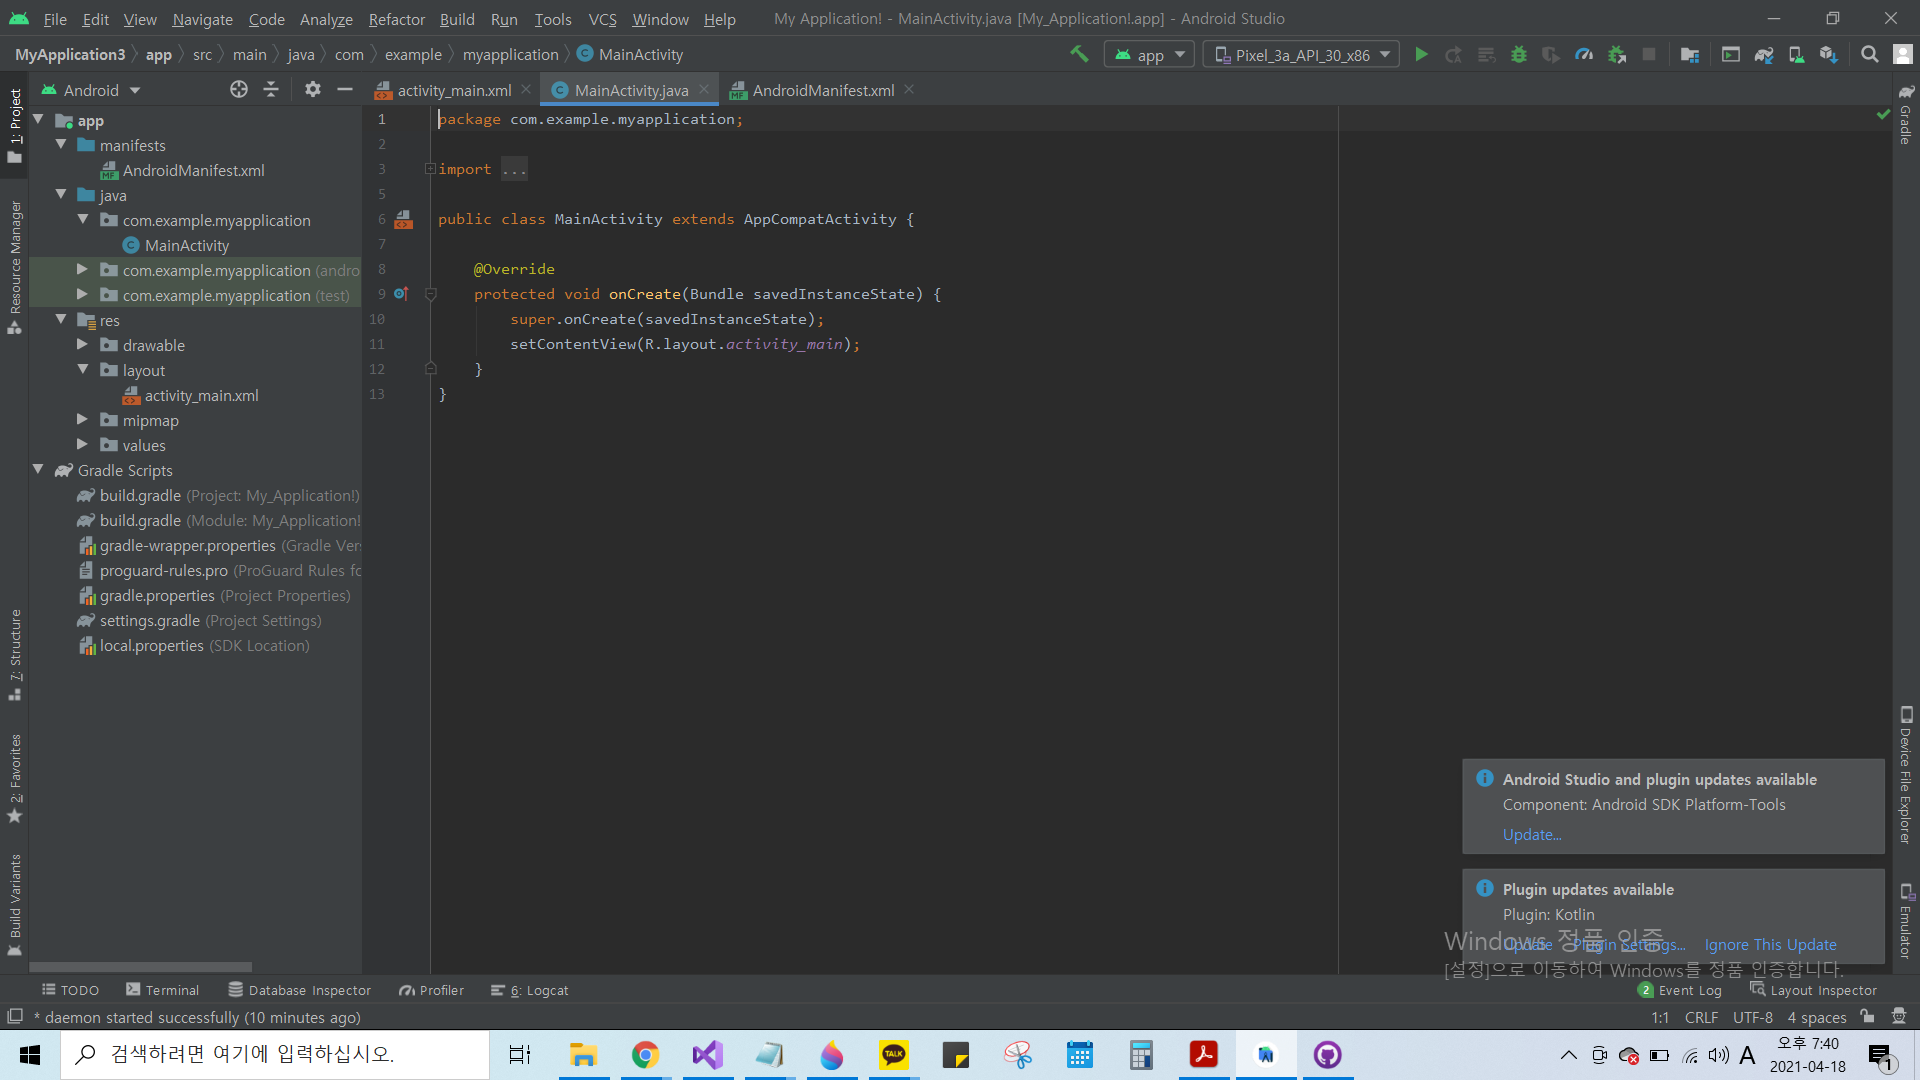 File Edit View Navigate Code Analyze Refactor Build Run Tools VCS Window Help My Application! - MainActivity.java [My_Application!.app] - Android Studio
MyApplication3 app src main java com example myapplication MainActivity app Pixel_3a_API_30_x86
1: Project
Resource Manager
7: Structure
2: Favorites
Build Variants
Android
app
manifests
AndroidManifest.xml
java
com.example.myapplication
MainActivity
com.example.myapplication (andro
com.example.myapplication (test)
res
drawable
layout
activity_main.xml
mipmap
values
Gradle Scripts
build.gradle (Project: My_Application!)
build.gradle (Module: My_Application!
gradle-wrapper.properties (Gradle Ver
proguard-rules.pro (ProGuard Rules fo
gradle.properties (Project Properties)
settings.gradle (Project Settings)
local.properties (SDK Location)
activity_main.xml MainActivity.java AndroidManifest.xml
1 package com.example.myapplication;
2
3 import ...
5
6 public class MainActivity extends AppCompatActivity {
7
8 @Override
9 protected void onCreate(Bundle savedInstanceState) {
10 super.onCreate(savedInstanceState);
11 setContentView(R.layout.activity_main);
12 }
13 }
Gradle
Device File Explorer
Emulator
Android Studio and plugin updates available
Component: Android SDK Platform-Tools
Update...
Plugin updates available
Plugin: Kotlin
Update Plugin Settings... Ignore This Update
Windows 정품 인증
[설정]으로 이동하여 Windows를 정품 인증합니다.
TODO Terminal Database Inspector Profiler 6: Logcat 2 Event Log Layout Inspector
* daemon started successfully (10 minutes ago) 1:1 CRLF UTF-8 4 spaces
검색하려면 여기에 입력하십시오.
TALK
A
오후 7:40
2021-04-18
1